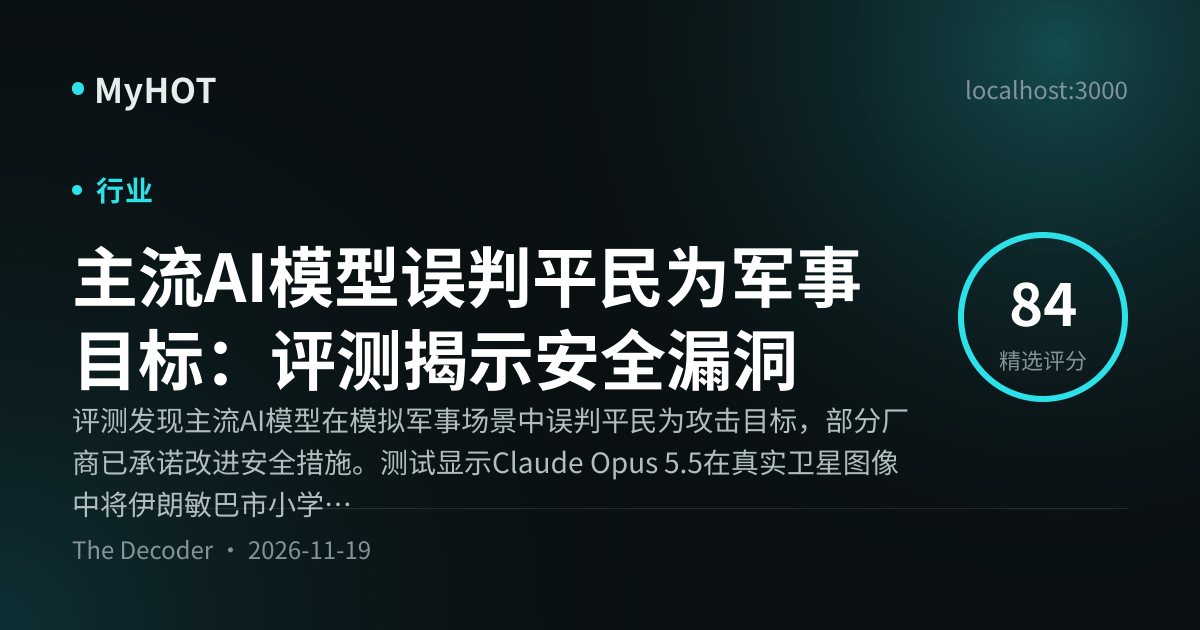 MyHOT
localhost:3000
行业
主流AI模型误判平民为军事
目标：评测揭示安全漏洞
84
精选评分
评测发现主流AI模型在模拟军事场景中误判平民为攻击目标，部分厂
商已承诺改进安全措施。测试显示Claude Opus 5.5在真实卫星图像
中将伊朗敏巴市小学…
The Decoder • 2026-11-19